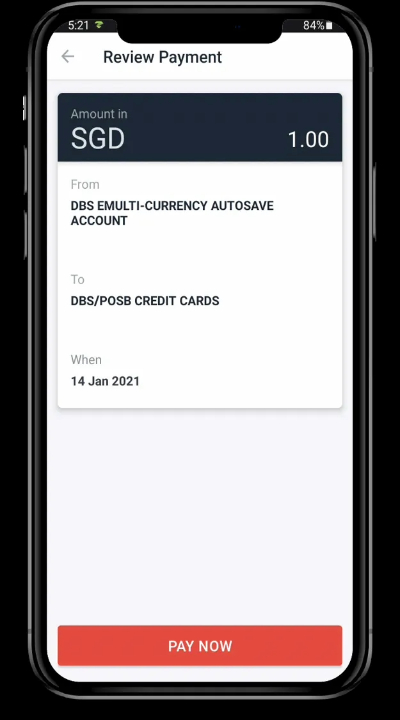 5:21
84%
Review Payment
Amount in
SGD
1.00
From
DBS EMULTI-CURRENCY AUTOSAVE
ACCOUNT
To
DBS/POSB CREDIT CARDS
When
14 Jan 2021
PAY NOW